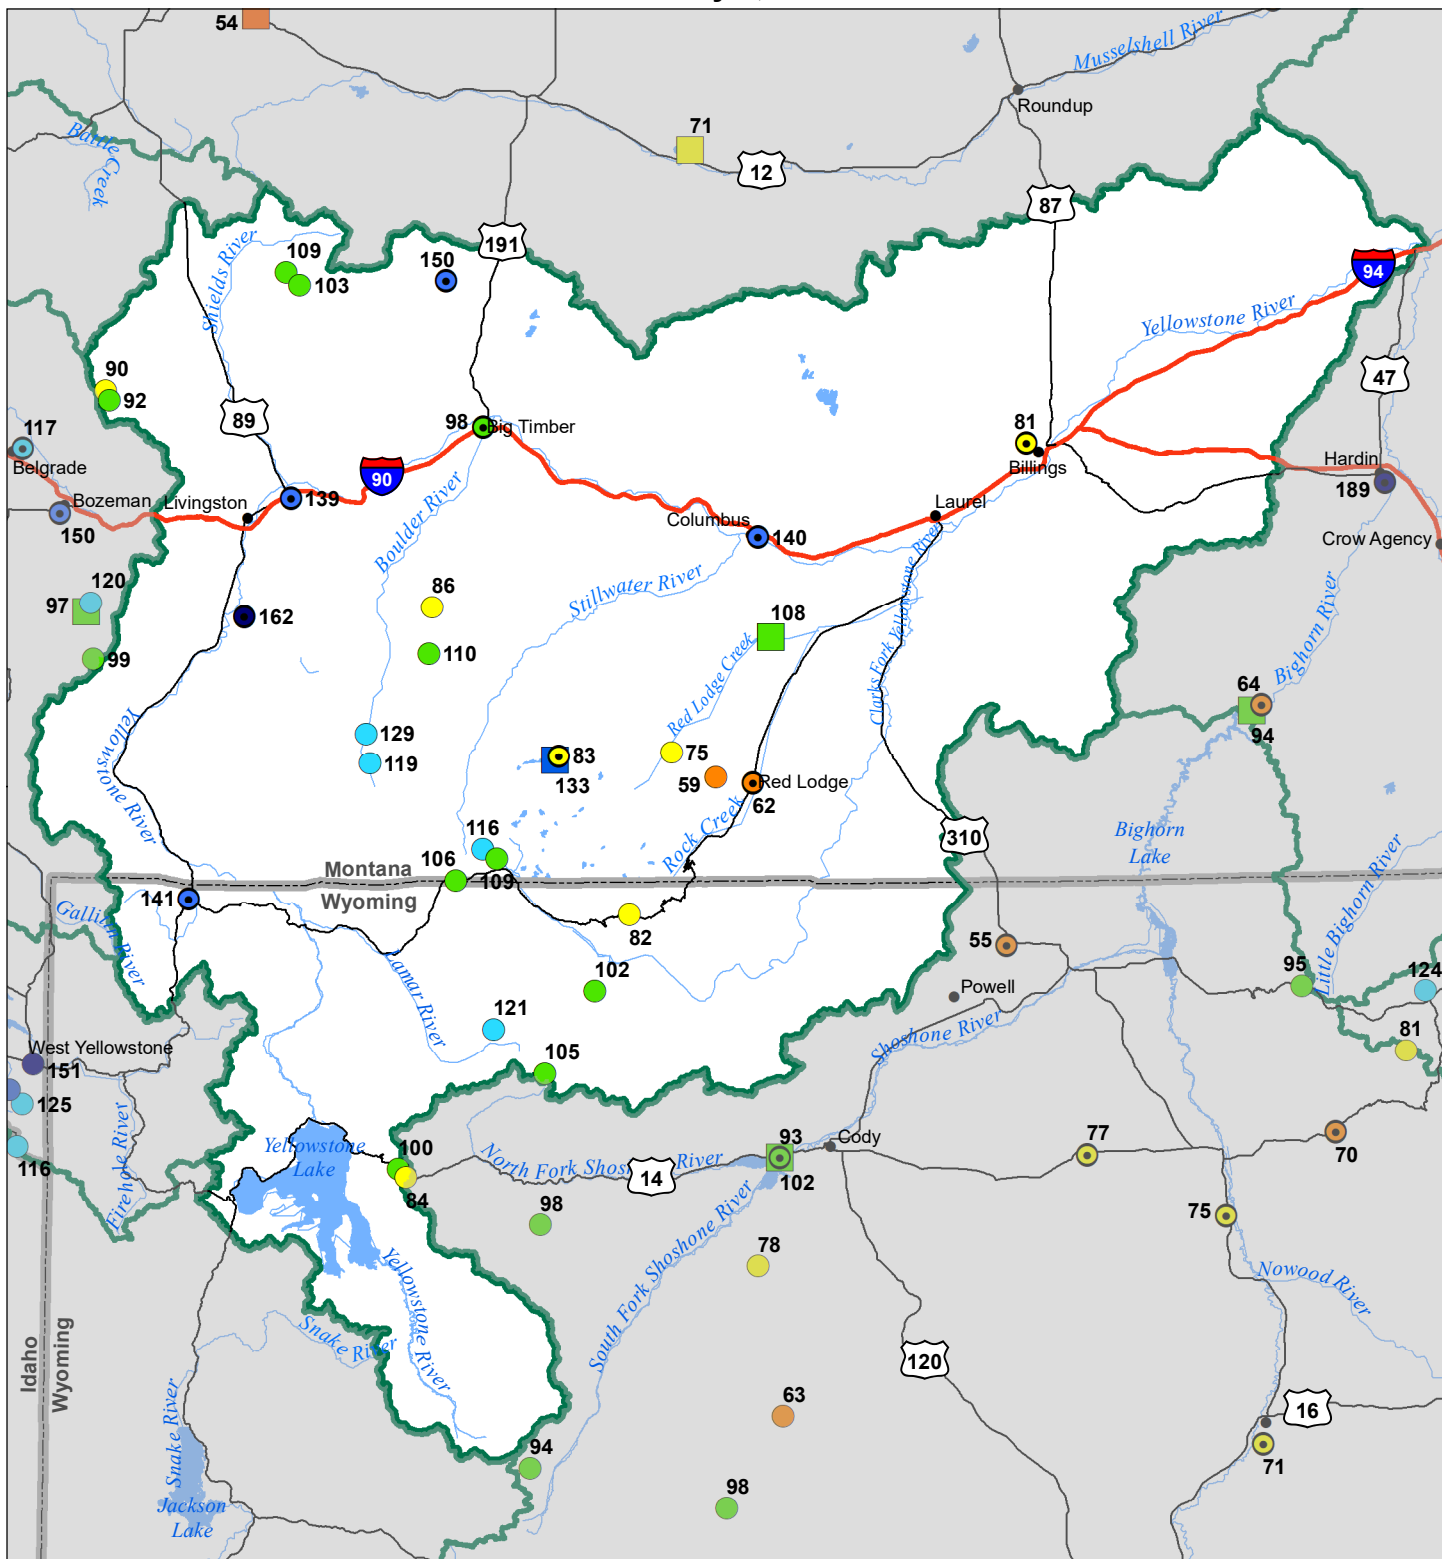 54
Musselshell River
Roundup
71
12
Battle
Creek
87
191
109
103
150
Shields River
94
Yellowstone River
47
90
92
89
98
Big Timber
81
Billings
117
Belgrade
Hardin
189
90
Bozeman
Livingston
139
150
Laurel
Columbus
140
Crow Agency
Boulder River
Stillwater River
Clarks Fork Yellowstone River
120
97
86
162
108
Bighorn River
99
110
Red Lodge Creek
64
94
Yellowstone River
129
119
83
133
75
59
Red Lodge
62
Rock Creek
310
Bighorn
Lake
116
106
109
Montana
Wyoming
141
Gallitin River
82
55
Little Bighorn River
Lamar River
102
Powell
95
124
121
Shoshone River
West Yellowstone
151
81
105
125
Firehole River
116
Yellowstone
Lake
100
84
North Fork Shoshone River
14
93
102
Cody
77
70
98
South Fork Shoshone River
75
78
Yellowstone River
Nowood River
Snake River
Idaho
Wyoming
120
63
16
Snake River
94
71
98
Jackson
Lake